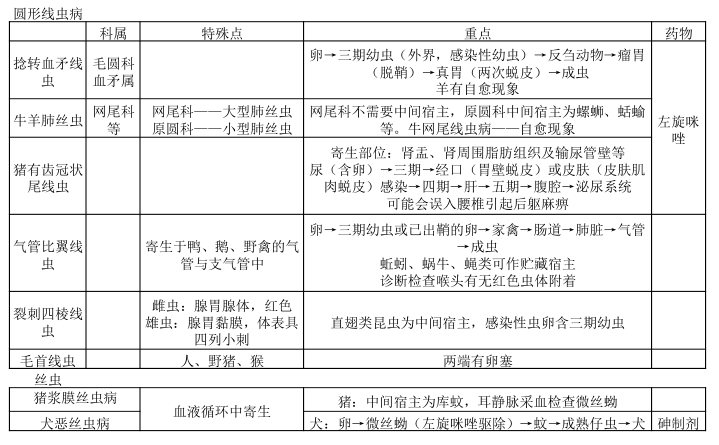 圆形线虫病
科属 特殊点 重点 药物
捻转血矛线虫 毛圆科血矛属 卵→三期幼虫（外界，感染性幼虫）→反刍动物→瘤胃
（脱鞘）→真胃（两次蜕皮）→成虫
羊有自愈现象
左旋咪唑
牛羊肺丝虫 网尾科等 网尾科——大型肺丝虫
原圆科——小型肺丝虫
网尾科不需要中间宿主，原圆科中间宿主为螺蛳、蛞蝓
等。牛网尾线虫病——自愈现象
猪有齿冠状尾线虫
寄生部位：肾盂、肾周围脂肪组织及输尿管壁等
尿（含卵）→三期→经口（胃壁蜕皮）或皮肤（皮肤肌
肉蜕皮）感染→四期→肝→五期→腹腔→泌尿系统
可能会误入腰椎引起后躯麻痹
气管比翼线虫
寄生于鸭、鹅、野禽的气
管与支气管中
卵→三期幼虫或已出鞘的卵→家禽→肠道→肺脏→气管
→成虫
蚯蚓、蜗牛、蝇类可作贮藏宿主
诊断检查喉头有无红色虫体附着
裂刺四棱线虫
雌虫：腺胃腺体，红色
雄虫：腺胃黏膜，体表具
四列小刺
直翅类昆虫为中间宿主，感染性虫卵含三期幼虫
毛首线虫 人、野猪、猴 两端有卵塞
丝虫
猪浆膜丝虫病 血液循环中寄生 猪：中间宿主为库蚊，耳静脉采血检查微丝蚴
犬恶丝虫病 犬：卵→微丝蚴（左旋咪唑驱除）→蚊→成熟仔虫→犬 砷制剂